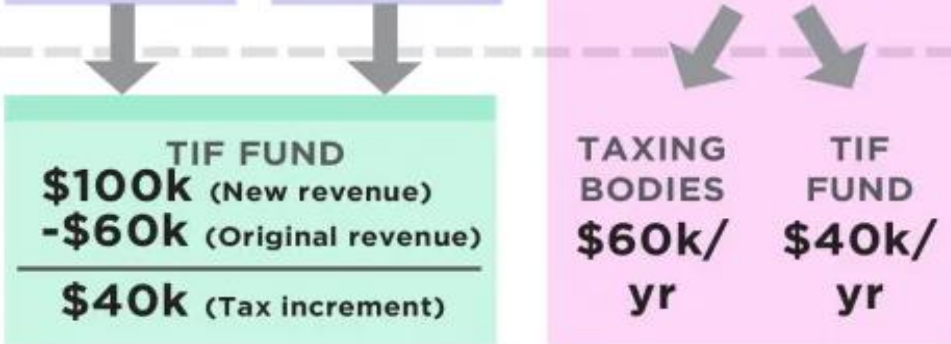 TIF FUND
$100k (New revenue)
-$60k (Original revenue)
$40k (Tax increment)
TAXING
BODIES
$60k/
yr
TIF
FUND
$40k/
yr